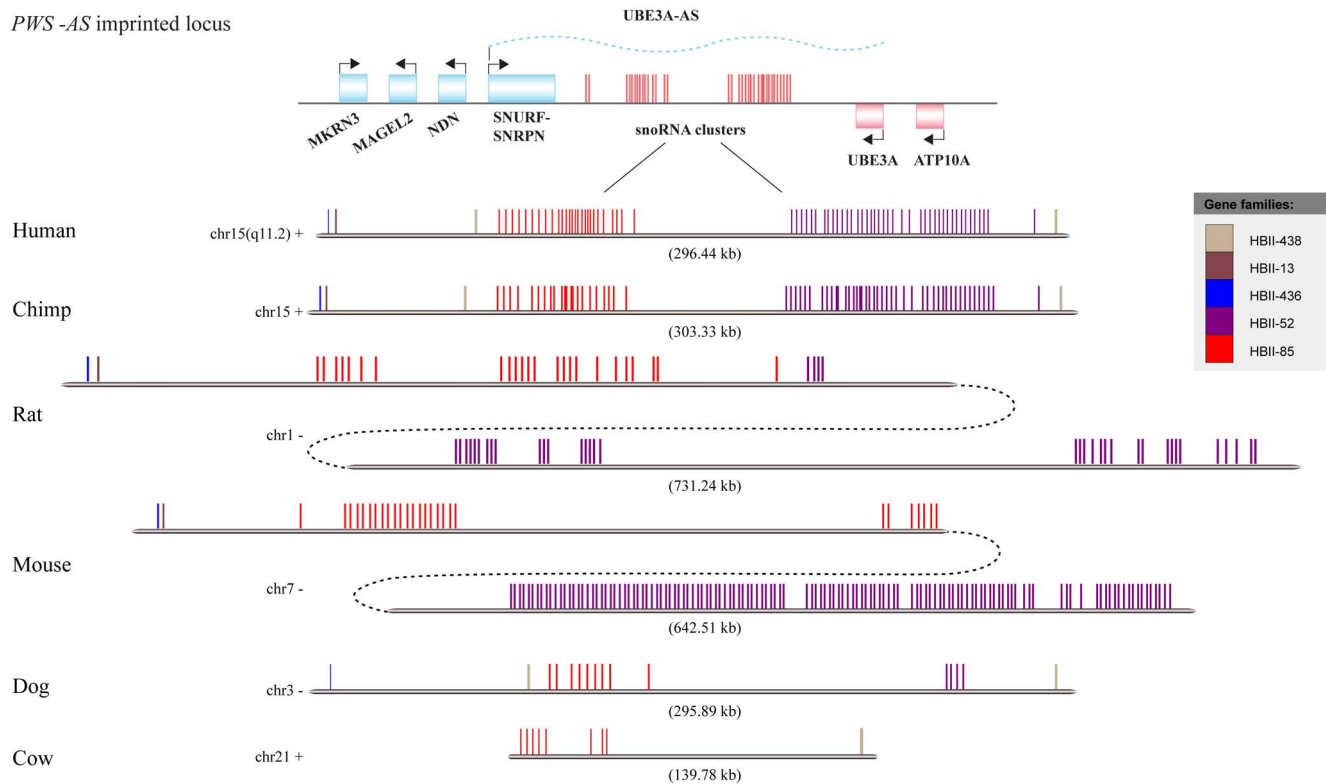 PWS -AS imprinted locus
UBE3A-AS
MKRN3
MAGEL2
NDN
SNURF-
SNRPN
snoRNA clusters
UBE3A
ATP10A
Human
chr15(q11.2) +
(296.44 kb)
Chimp
chr15 +
(303.33 kb)
Rat
chr1 -
(731.24 kb)
Mouse
chr7 -
(642.51 kb)
Dog
chr3 -
(295.89 kb)
Cow
chr21 +
(139.78 kb)
Gene families:
HBII-438
HBII-13
HBII-436
HBII-52
HBII-85